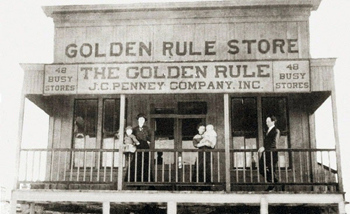 GOLDEN RULE STORE
48 BUSY STORES
THE GOLDEN RULE
J.C. PENNEY COMPANY, INC.
48 BUSY STORES